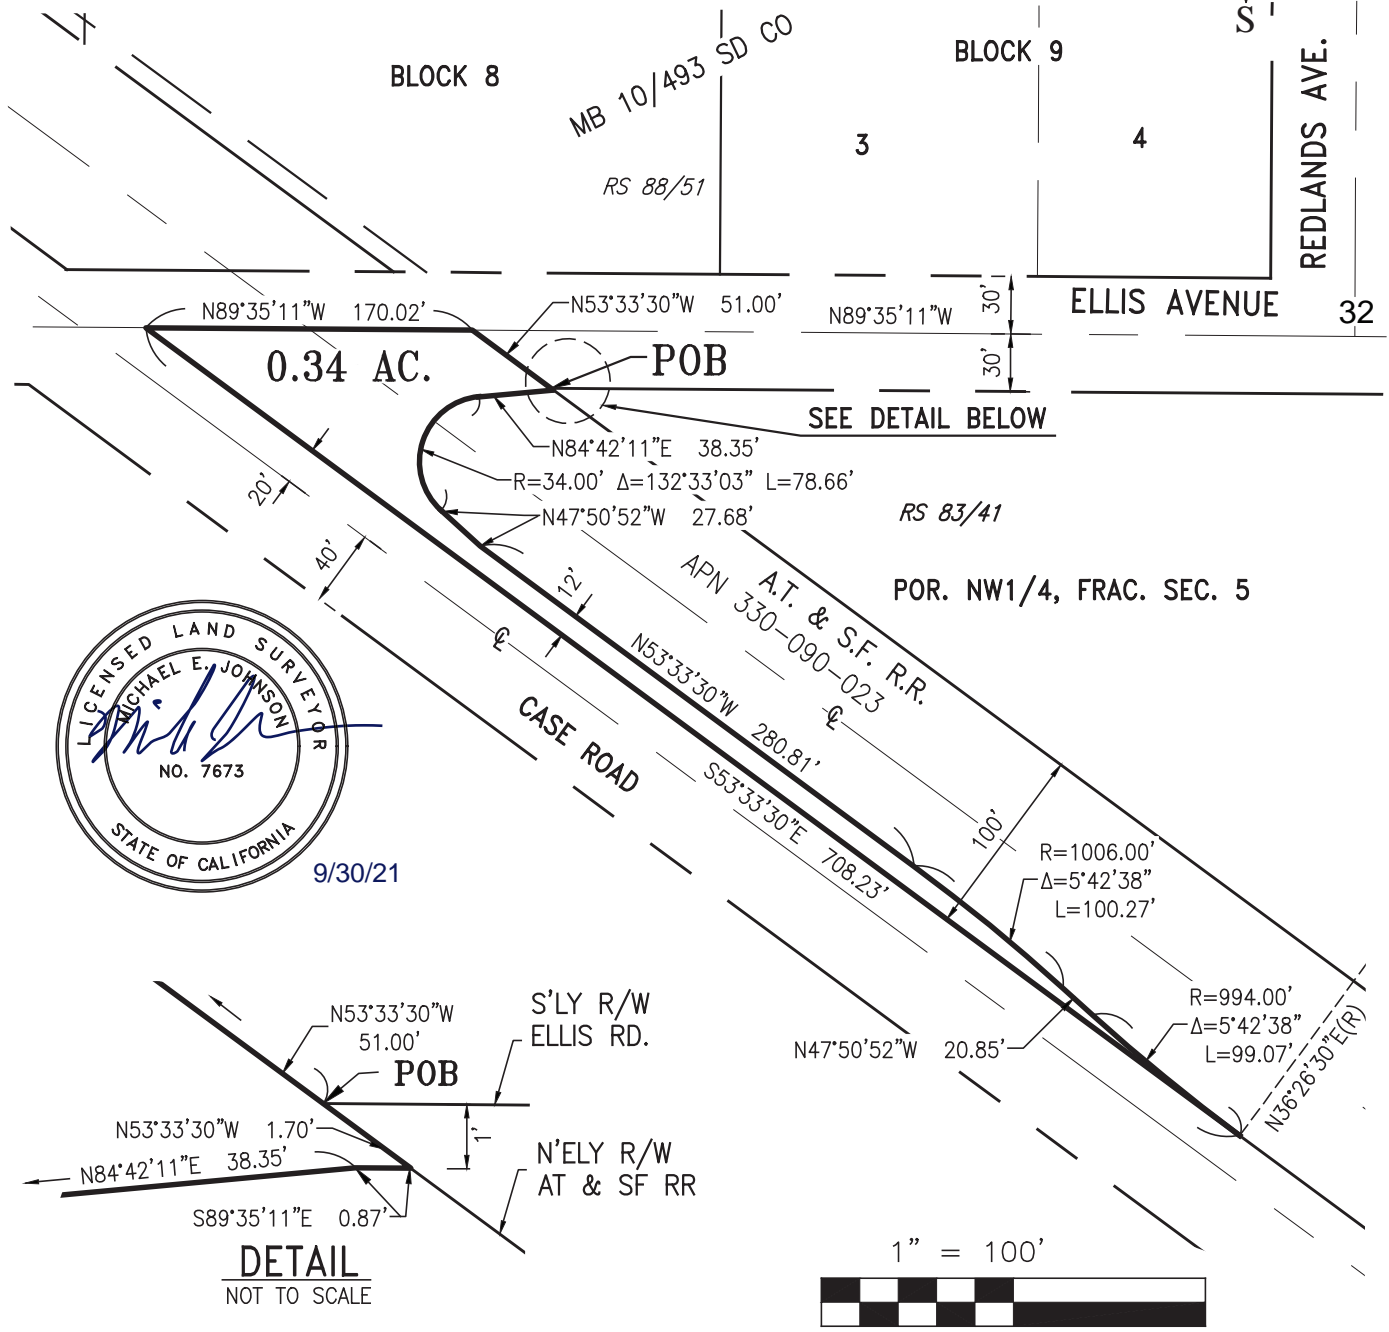 S
BLOCK 8
MB 10/493 SD CO
BLOCK 9
REDLANDS AVE.
3
4
RS 88/51
N89°35'11"W 170.02'
N53°33'30"W 51.00'
N89°35'11"W
30'
ELLIS AVENUE
32
0.34 AC.
POB
30'
SEE DETAIL BELOW
N84°42'11"E 38.35'
R=34.00' Δ=132°33'03" L=78.66'
N47°50'52"W 27.68'
RS 83/41
20'
40'
12'
APN 330-090-023
A.T. & S.F. R.R.
POR. NW1/4, FRAC. SEC. 5
℄
℄
N53°33'30"W 280.81'
S53°33'30"E 708.23'
CASE ROAD
LICENSED LAND SURVEYOR
MICHAEL E. JOHNSON
NO. 7673
STATE OF CALIFORNIA
9/30/21
100'
R=1006.00'
Δ=5°42'38"
L=100.27'
R=994.00'
Δ=5°42'38"
L=99.07'
N47°50'52"W 20.85'
N36°26'30"E(R)
N53°33'30"W
51.00'
POB
S'LY R/W
ELLIS RD.
N53°33'30"W 1.70'
1'
N84°42'11"E 38.35'
N'ELY R/W
AT & SF RR
S89°35'11"E 0.87'
DETAIL
NOT TO SCALE
1" = 100'